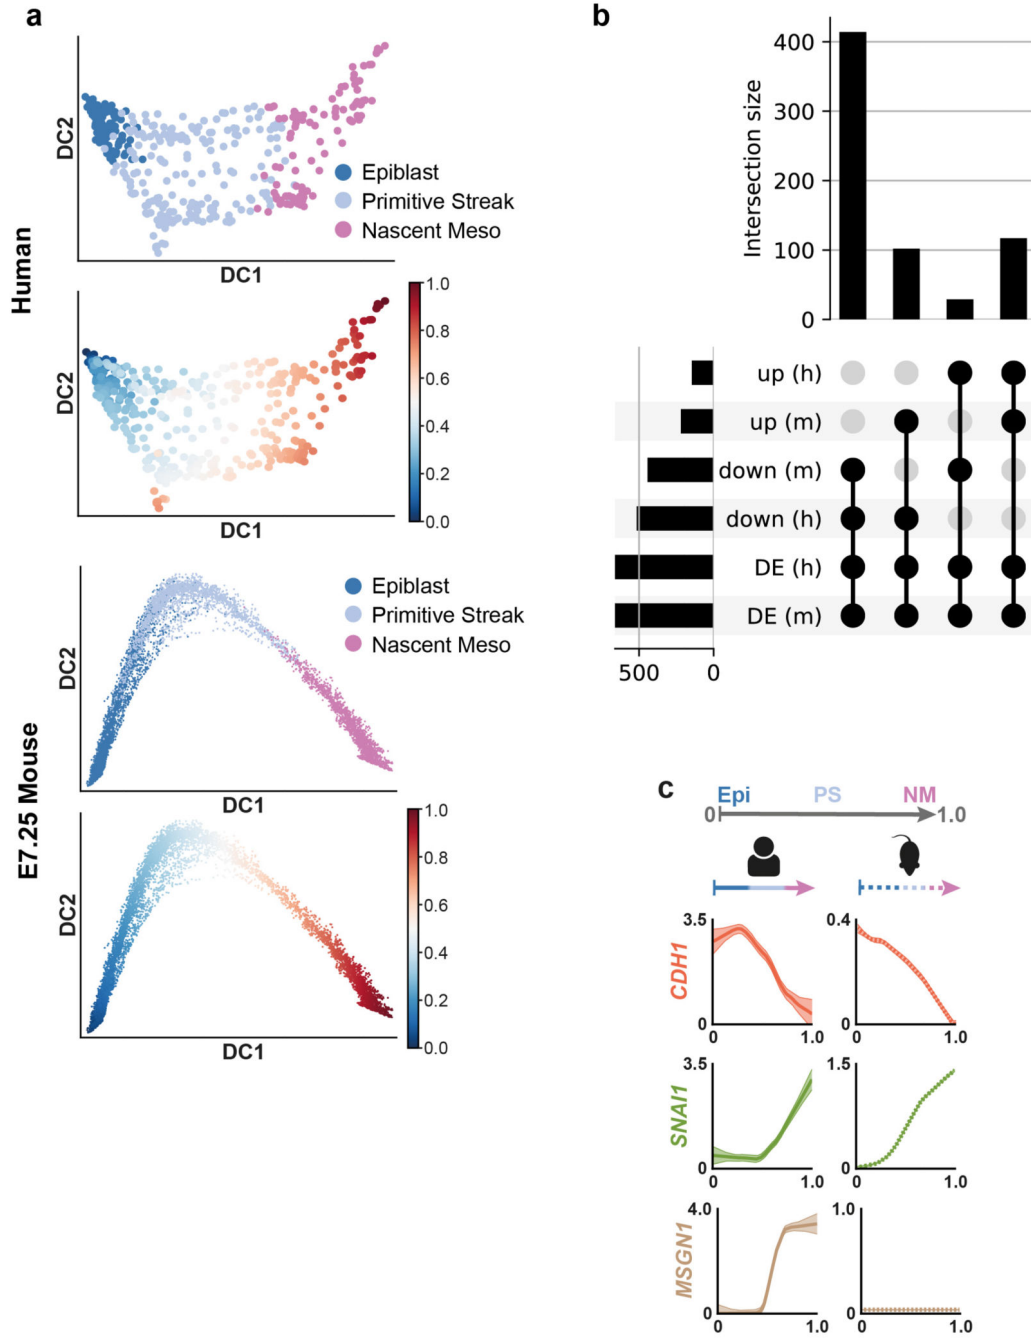 a
Human
DC2
Epiblast
Primitive Streak
Nascent Meso
DC1
DC2
1.0
0.8
0.6
0.4
0.2
0.0
DC1
E7.25 Mouse
DC2
Epiblast
Primitive Streak
Nascent Meso
DC1
DC2
1.0
0.8
0.6
0.4
0.2
0.0
DC1
b
Intersection size
400
300
200
100
0
up (h)
up (m)
down (m)
down (h)
DE (h)
DE (m)
500 0
c
Epi PS NM
0 1.0
CDH1
3.5 0.4
0 0
0 1.0 0 1.0
SNAI1
3.5 1.5
0 0
0 1.0 0 1.0
MSGN1
4.0 1.0
0 0
0 1.0 0 1.0